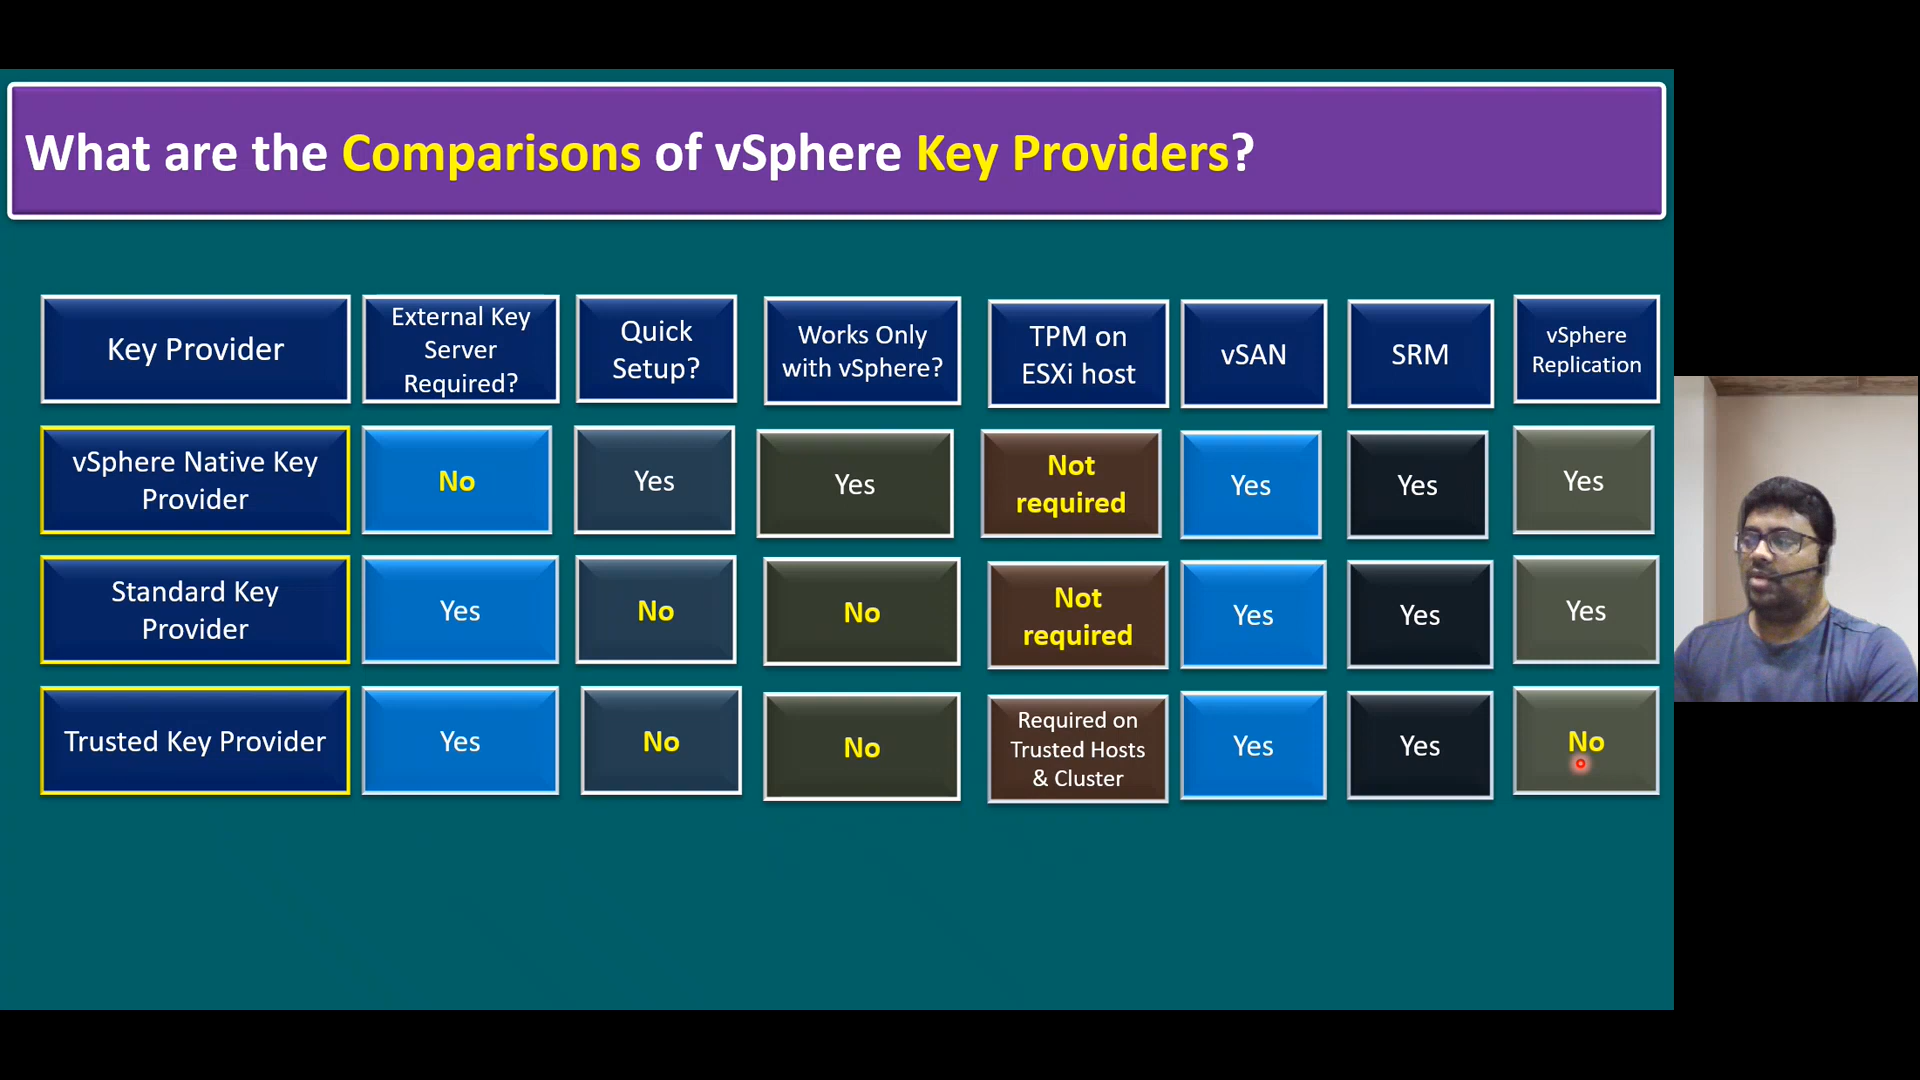 What are the Comparisons of vSphere Key Providers?
Key Provider
External Key
Server
Required?
Quick
Setup?
Works Only
with vSphere?
TPM on
ESXi host
vSAN
SRM
vSphere
Replication
vSphere Native Key
Provider
No
Yes
Yes
Not
required
Yes
Yes
Yes
Standard Key
Provider
Yes
No
No
Not
required
Yes
Yes
Yes
Trusted Key Provider
Yes
No
No
Required on
Trusted Hosts
& Cluster
Yes
Yes
No